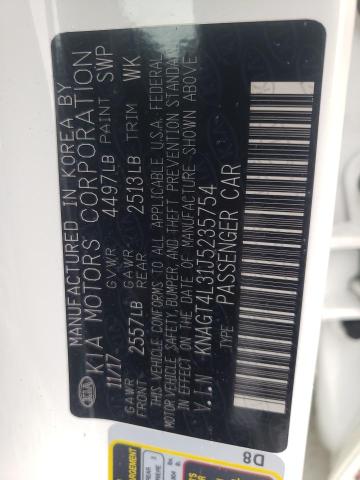 MANUFACTURED IN KOREA BY
KIA KIA MOTORS CORPORATION
11/17 GVWR 4497LB PAINT SWP
GAWR FRONT 2557LB GAWR REAR 2513LB TRIM WK
THIS VEHICLE CONFORMS TO ALL APPLICABLE U.S.A. FEDERAL
MOTOR VEHICLE SAFETY, BUMPER, AND THEFT PREVENTION STANDARDS
IN EFFECT ON THE DATE OF MANUFACTURE SHOWN ABOVE
V.I.N KNAGT4L31J5235754
TYPE PASSENGER CAR
D8